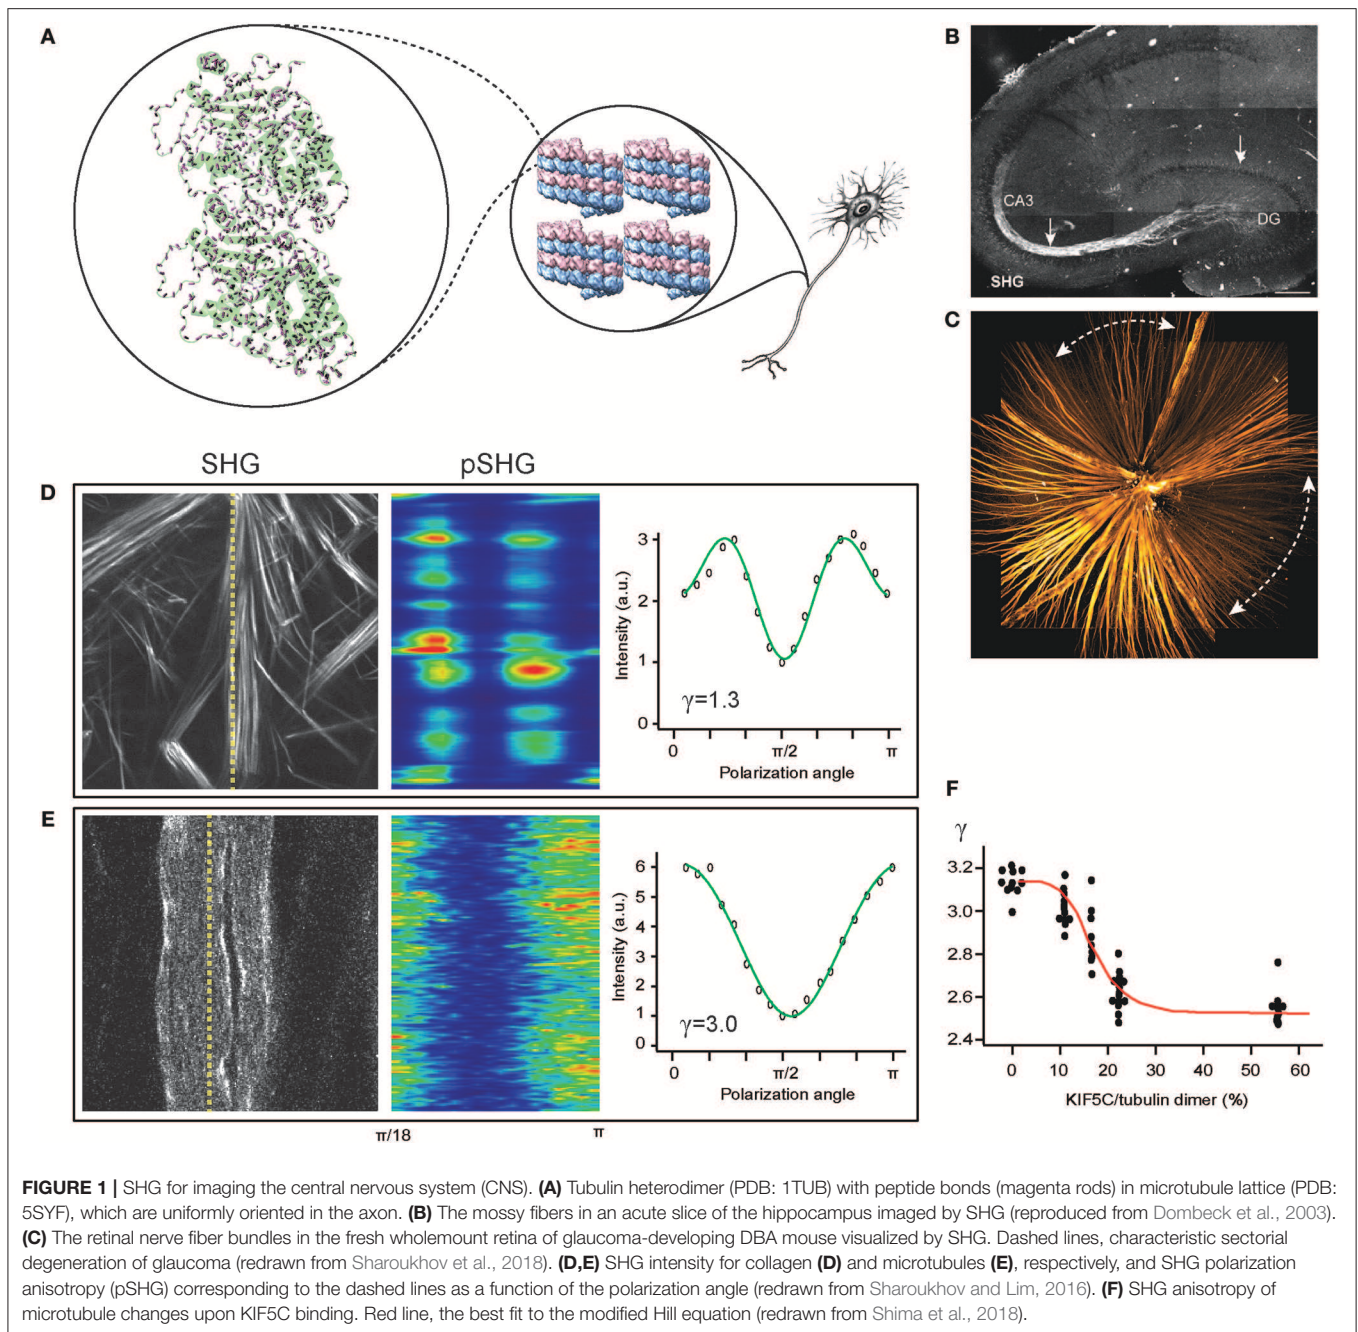 A
B
CA3
DG
SHG
C
SHG
pSHG
D
Intensity (a.u.)
3
2
1
0
γ=1.3
0
π/2
π
Polarization angle
E
Intensity (a.u.)
6
5
4
3
2
1
0
γ=3.0
0
π/2
π
Polarization angle
π/18
π
F
γ
3.2
3.0
2.8
2.6
2.4
0 10 20 30 40 50 60
KIF5C/tubulin dimer (%)
FIGURE 1 | SHG for imaging the central nervous system (CNS). (A) Tubulin heterodimer (PDB: 1TUB) with peptide bonds (magenta rods) in microtubule lattice (PDB:
5SYF), which are uniformly oriented in the axon. (B) The mossy fibers in an acute slice of the hippocampus imaged by SHG (reproduced from Dombeck et al., 2003).
(C) The retinal nerve fiber bundles in the fresh wholemount retina of glaucoma-developing DBA mouse visualized by SHG. Dashed lines, characteristic sectorial
degeneration of glaucoma (redrawn from Sharoukhov et al., 2018). (D,E) SHG intensity for collagen (D) and microtubules (E), respectively, and SHG polarization
anisotropy (pSHG) corresponding to the dashed lines as a function of the polarization angle (redrawn from Sharoukhov and Lim, 2016). (F) SHG anisotropy of
microtubule changes upon KIF5C binding. Red line, the best fit to the modified Hill equation (redrawn from Shima et al., 2018).